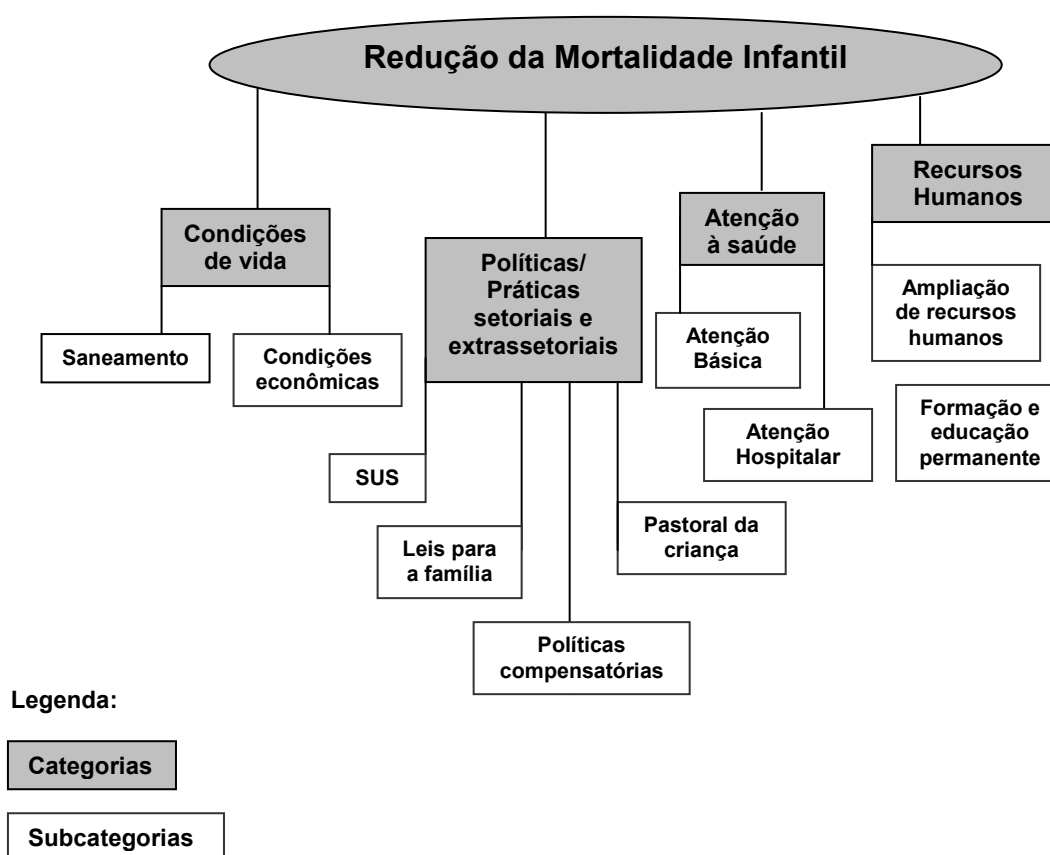 Redução da Mortalidade Infantil
Condições
de vida
Saneamento
Condições
econômicas
Políticas/
Práticas
setoriais e
extrassetoriais
SUS
Leis para
a família
Políticas
compensatórias
Pastoral da
criança
Atenção
à saúde
Atenção
Básica
Atenção
Hospitalar
Recursos
Humanos
Ampliação
de recursos
humanos
Formação e
educação
permanente
Legenda:
Categorias
Subcategorias